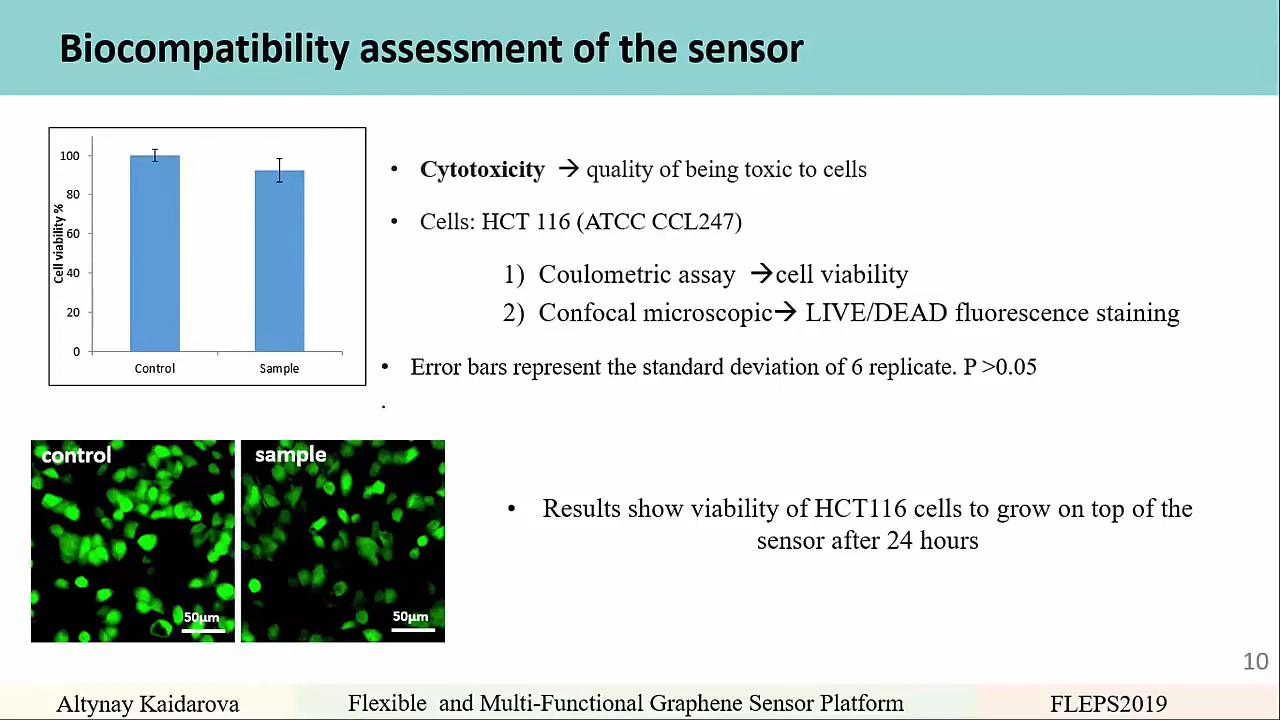 Biocompatibility assessment of the sensor
Cell viability %
100
80
60
40
20
0
Control
Sample
• Cytotoxicity → quality of being toxic to cells
• Cells: HCT 116 (ATCC CCL247)
1) Coulometric assay →cell viability
2) Confocal microscopic→ LIVE/DEAD fluorescence staining
• Error bars represent the standard deviation of 6 replicate. P >0.05
.
control
50µm
sample
50µm
• Results show viability of HCT116 cells to grow on top of the
sensor after 24 hours
10
Altynay Kaidarova
Flexible and Multi-Functional Graphene Sensor Platform
FLEPS2019